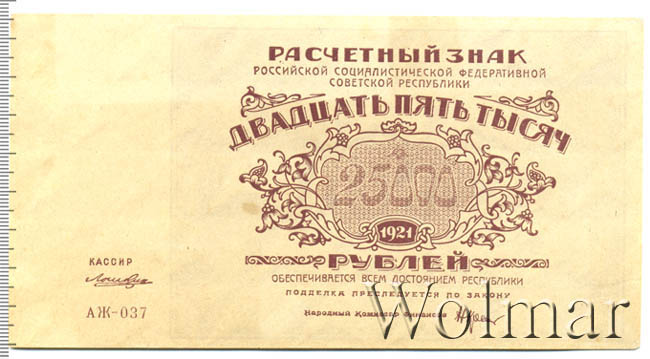 РАСЧЕТНЫЙ ЗНАК
РОССИЙСКОЙ СОЦИАЛИСТИЧЕСКОЙ ФЕДЕРАТИВНОЙ
СОВЕТСКОЙ РЕСПУБЛИКИ
ДВАДЦАТЬ ПЯТЬ ТЫСЯЧ
25000
1921
РУБЛЕЙ
ОБЕСПЕЧИВАЕТСЯ ВСЕМ ДОСТОЯНИЕМ РЕСПУБЛИКИ
ПОДДЕЛКА ПРЕСЛЕДУЕТСЯ ПО ЗАКОНУ
Народный Комиссар Финансов
КАССИР
АЖ-037
Wolmar